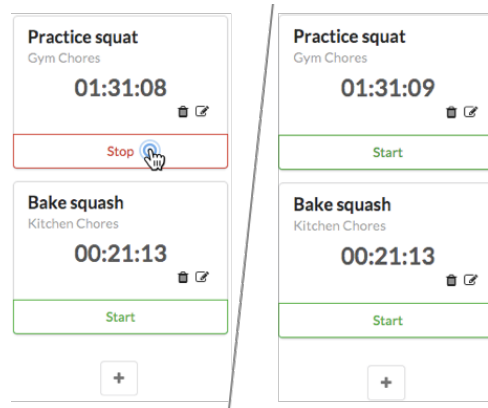 Practice squat
Gym Chores
01:31:08
Stop
Bake squash
Kitchen Chores
00:21:13
Start
+
Practice squat
Gym Chores
01:31:09
Start
Bake squash
Kitchen Chores
00:21:13
Start
+